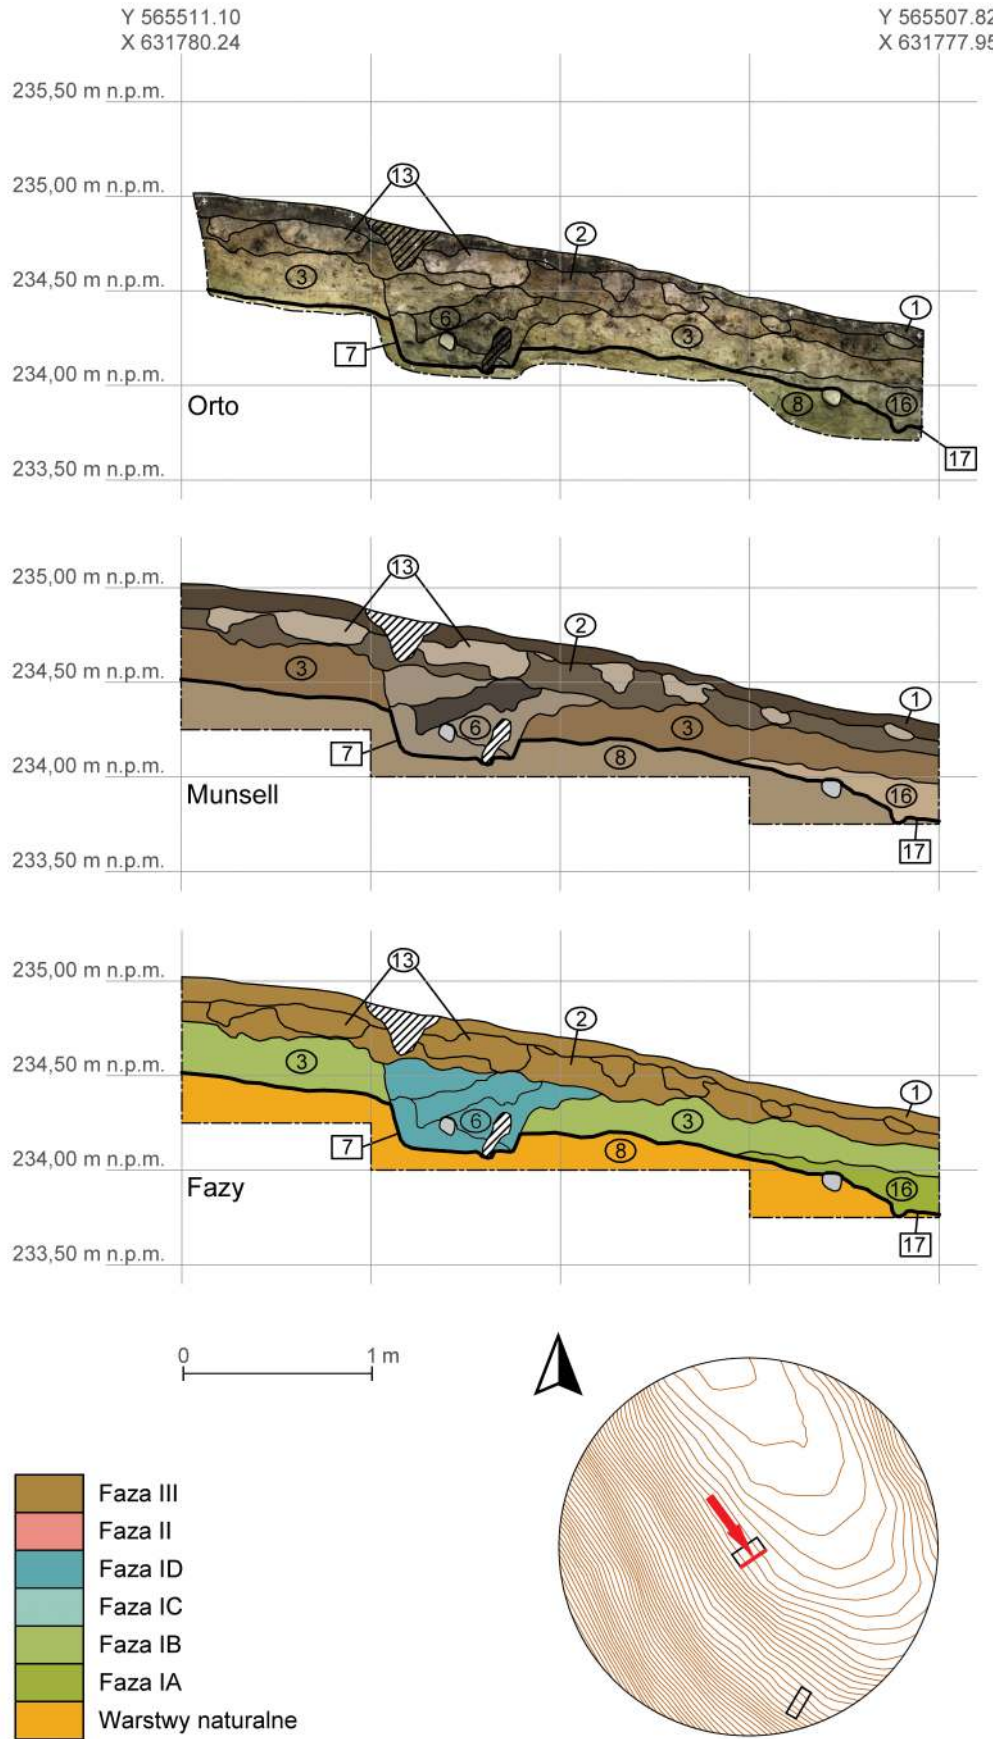 Y 565511.10
X 631780.24
Y 565507.82
X 631777.95
235,50 m n.p.m.
235,00 m n.p.m.
13
2
234,50 m n.p.m.
3
6
3
1
7
234,00 m n.p.m.
8
16
Orto
17
233,50 m n.p.m.
235,00 m n.p.m.
13
2
234,50 m n.p.m.
3
6
3
1
7
8
234,00 m n.p.m.
16
Munsell
17
233,50 m n.p.m.
235,00 m n.p.m.
13
2
234,50 m n.p.m.
3
6
3
1
7
8
234,00 m n.p.m.
16
Fazy
17
233,50 m n.p.m.
0 1 m
Faza III
Faza II
Faza ID
Faza IC
Faza IB
Faza IA
Warstwy naturalne